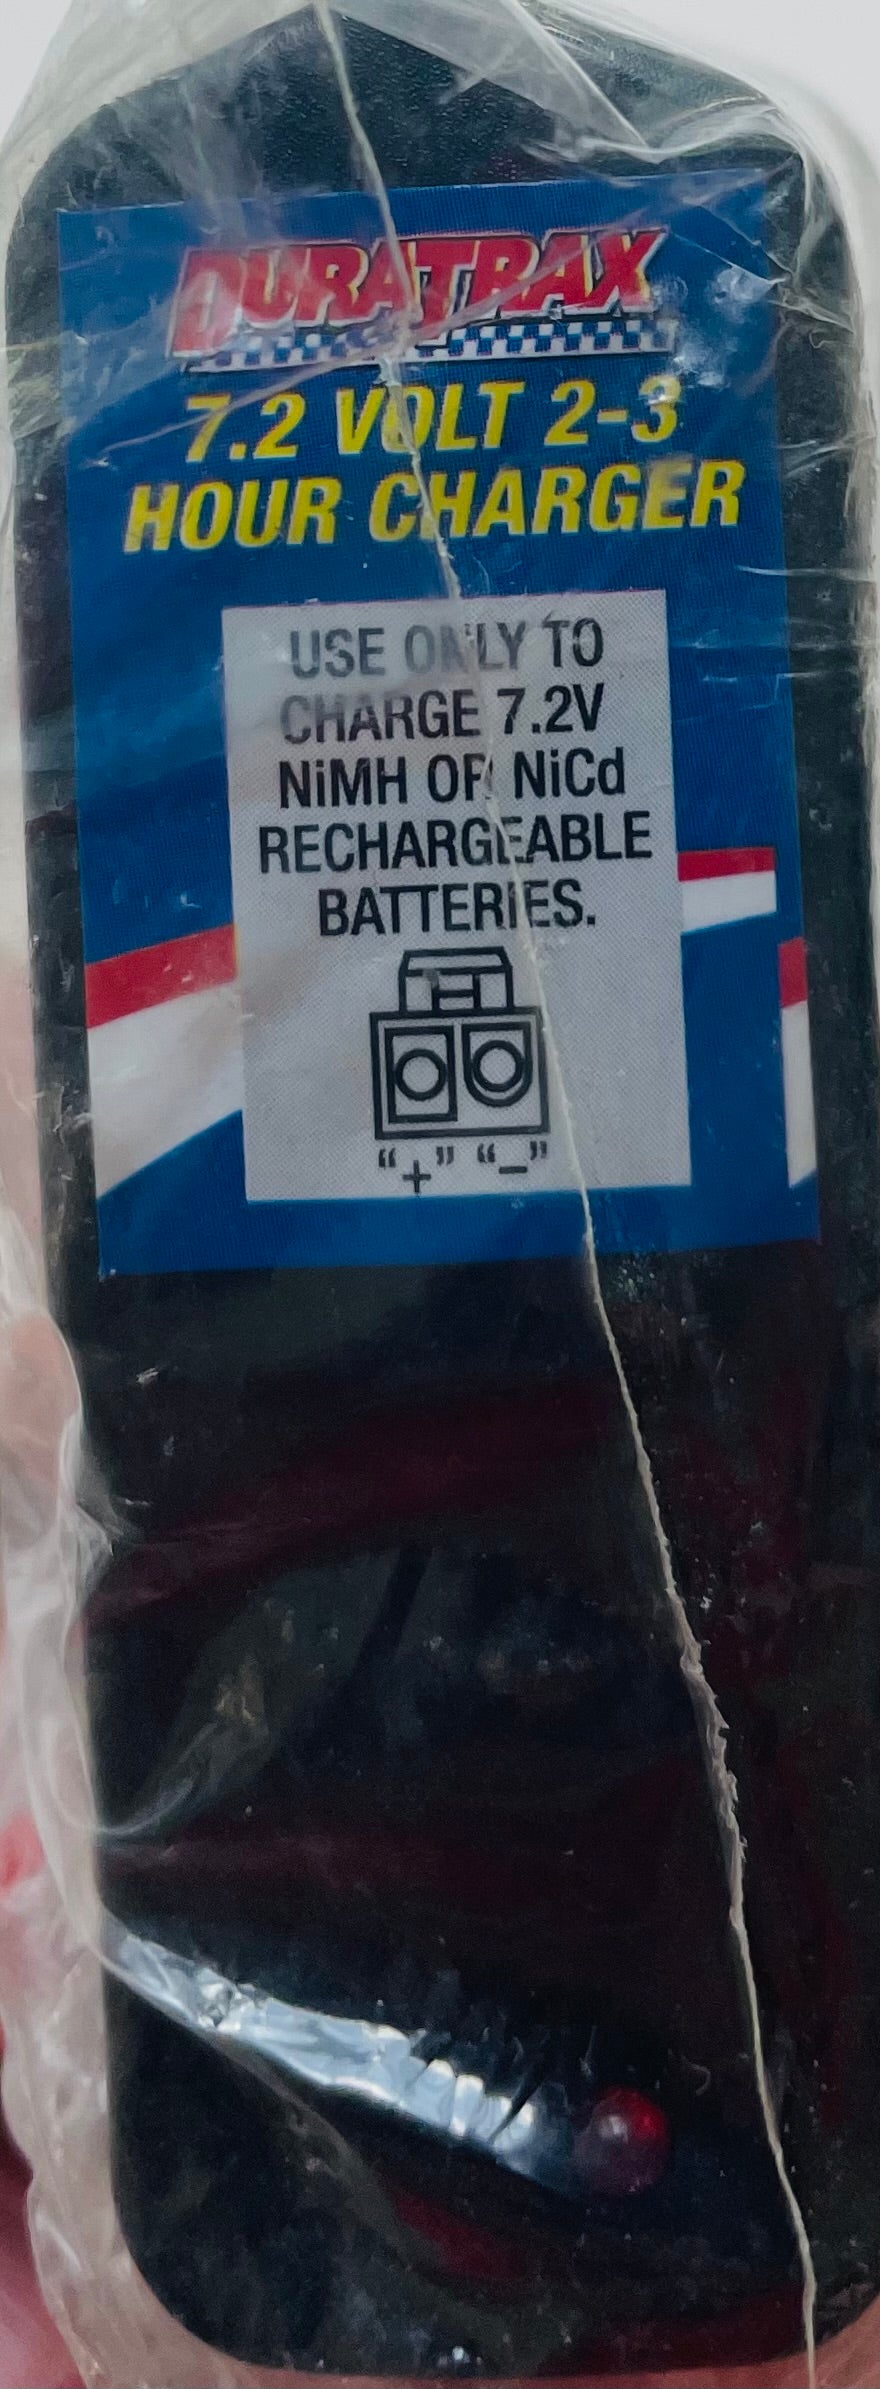 DURATRAX
7.2 VOLT 2-3
HOUR CHARGER
USE ONLY TO
CHARGE 7.2V
NiMH OR NiCd
RECHARGEABLE
BATTERIES.
“+” “–”